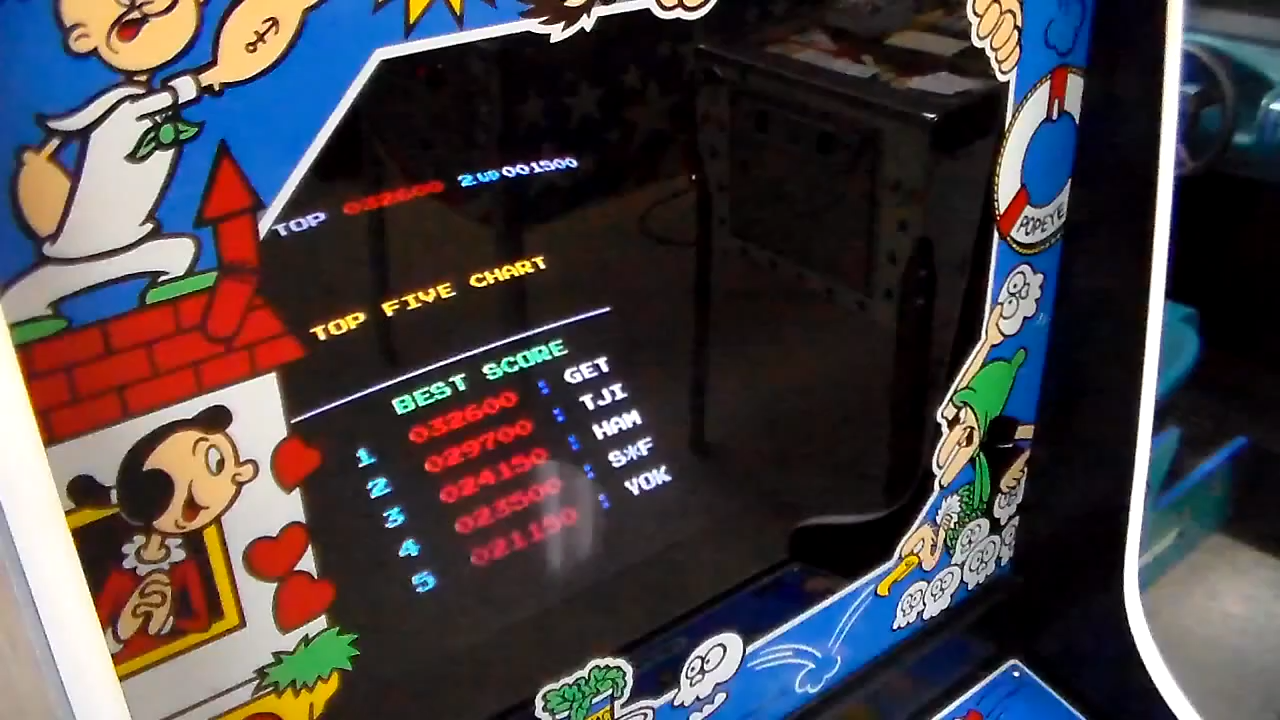 TOP 032600 2UP 001500
TOP FIVE CHART
BEST SCORE
1 032600 : GET
2 029700 : TJI
3 024150 : HAM
4 023500 : S*F
5 021150 : YOK
POPEYE